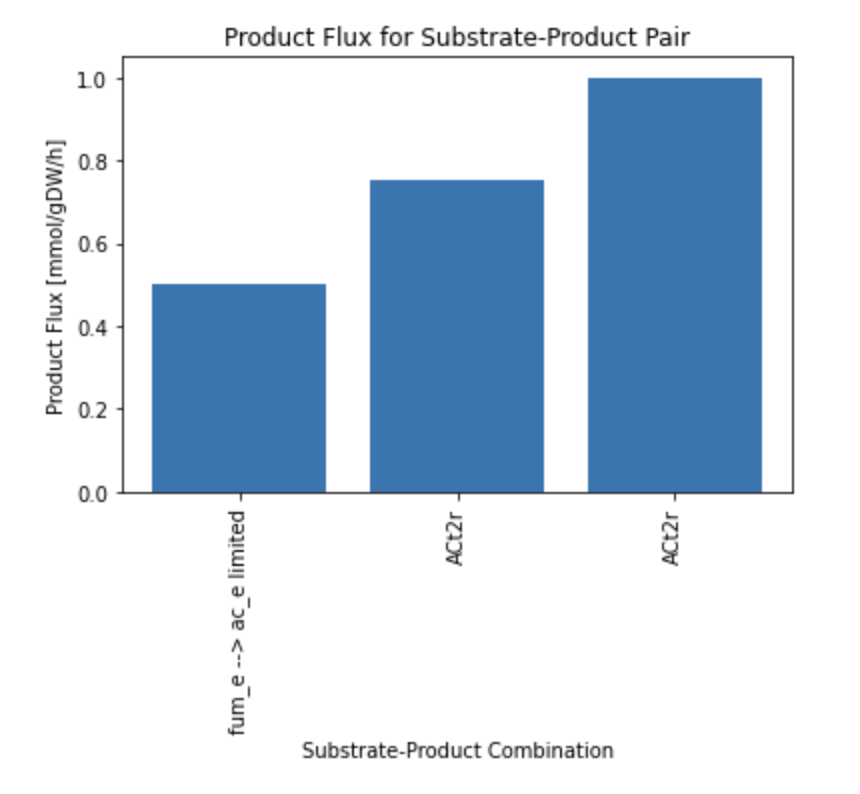 Product Flux for Substrate-Product Pair
Product Flux [mmol/gDW/h]
1.0
0.8
0.6
0.4
0.2
0.0
fum_e --> ac_e limited
ACt2r
ACt2r
Substrate-Product Combination